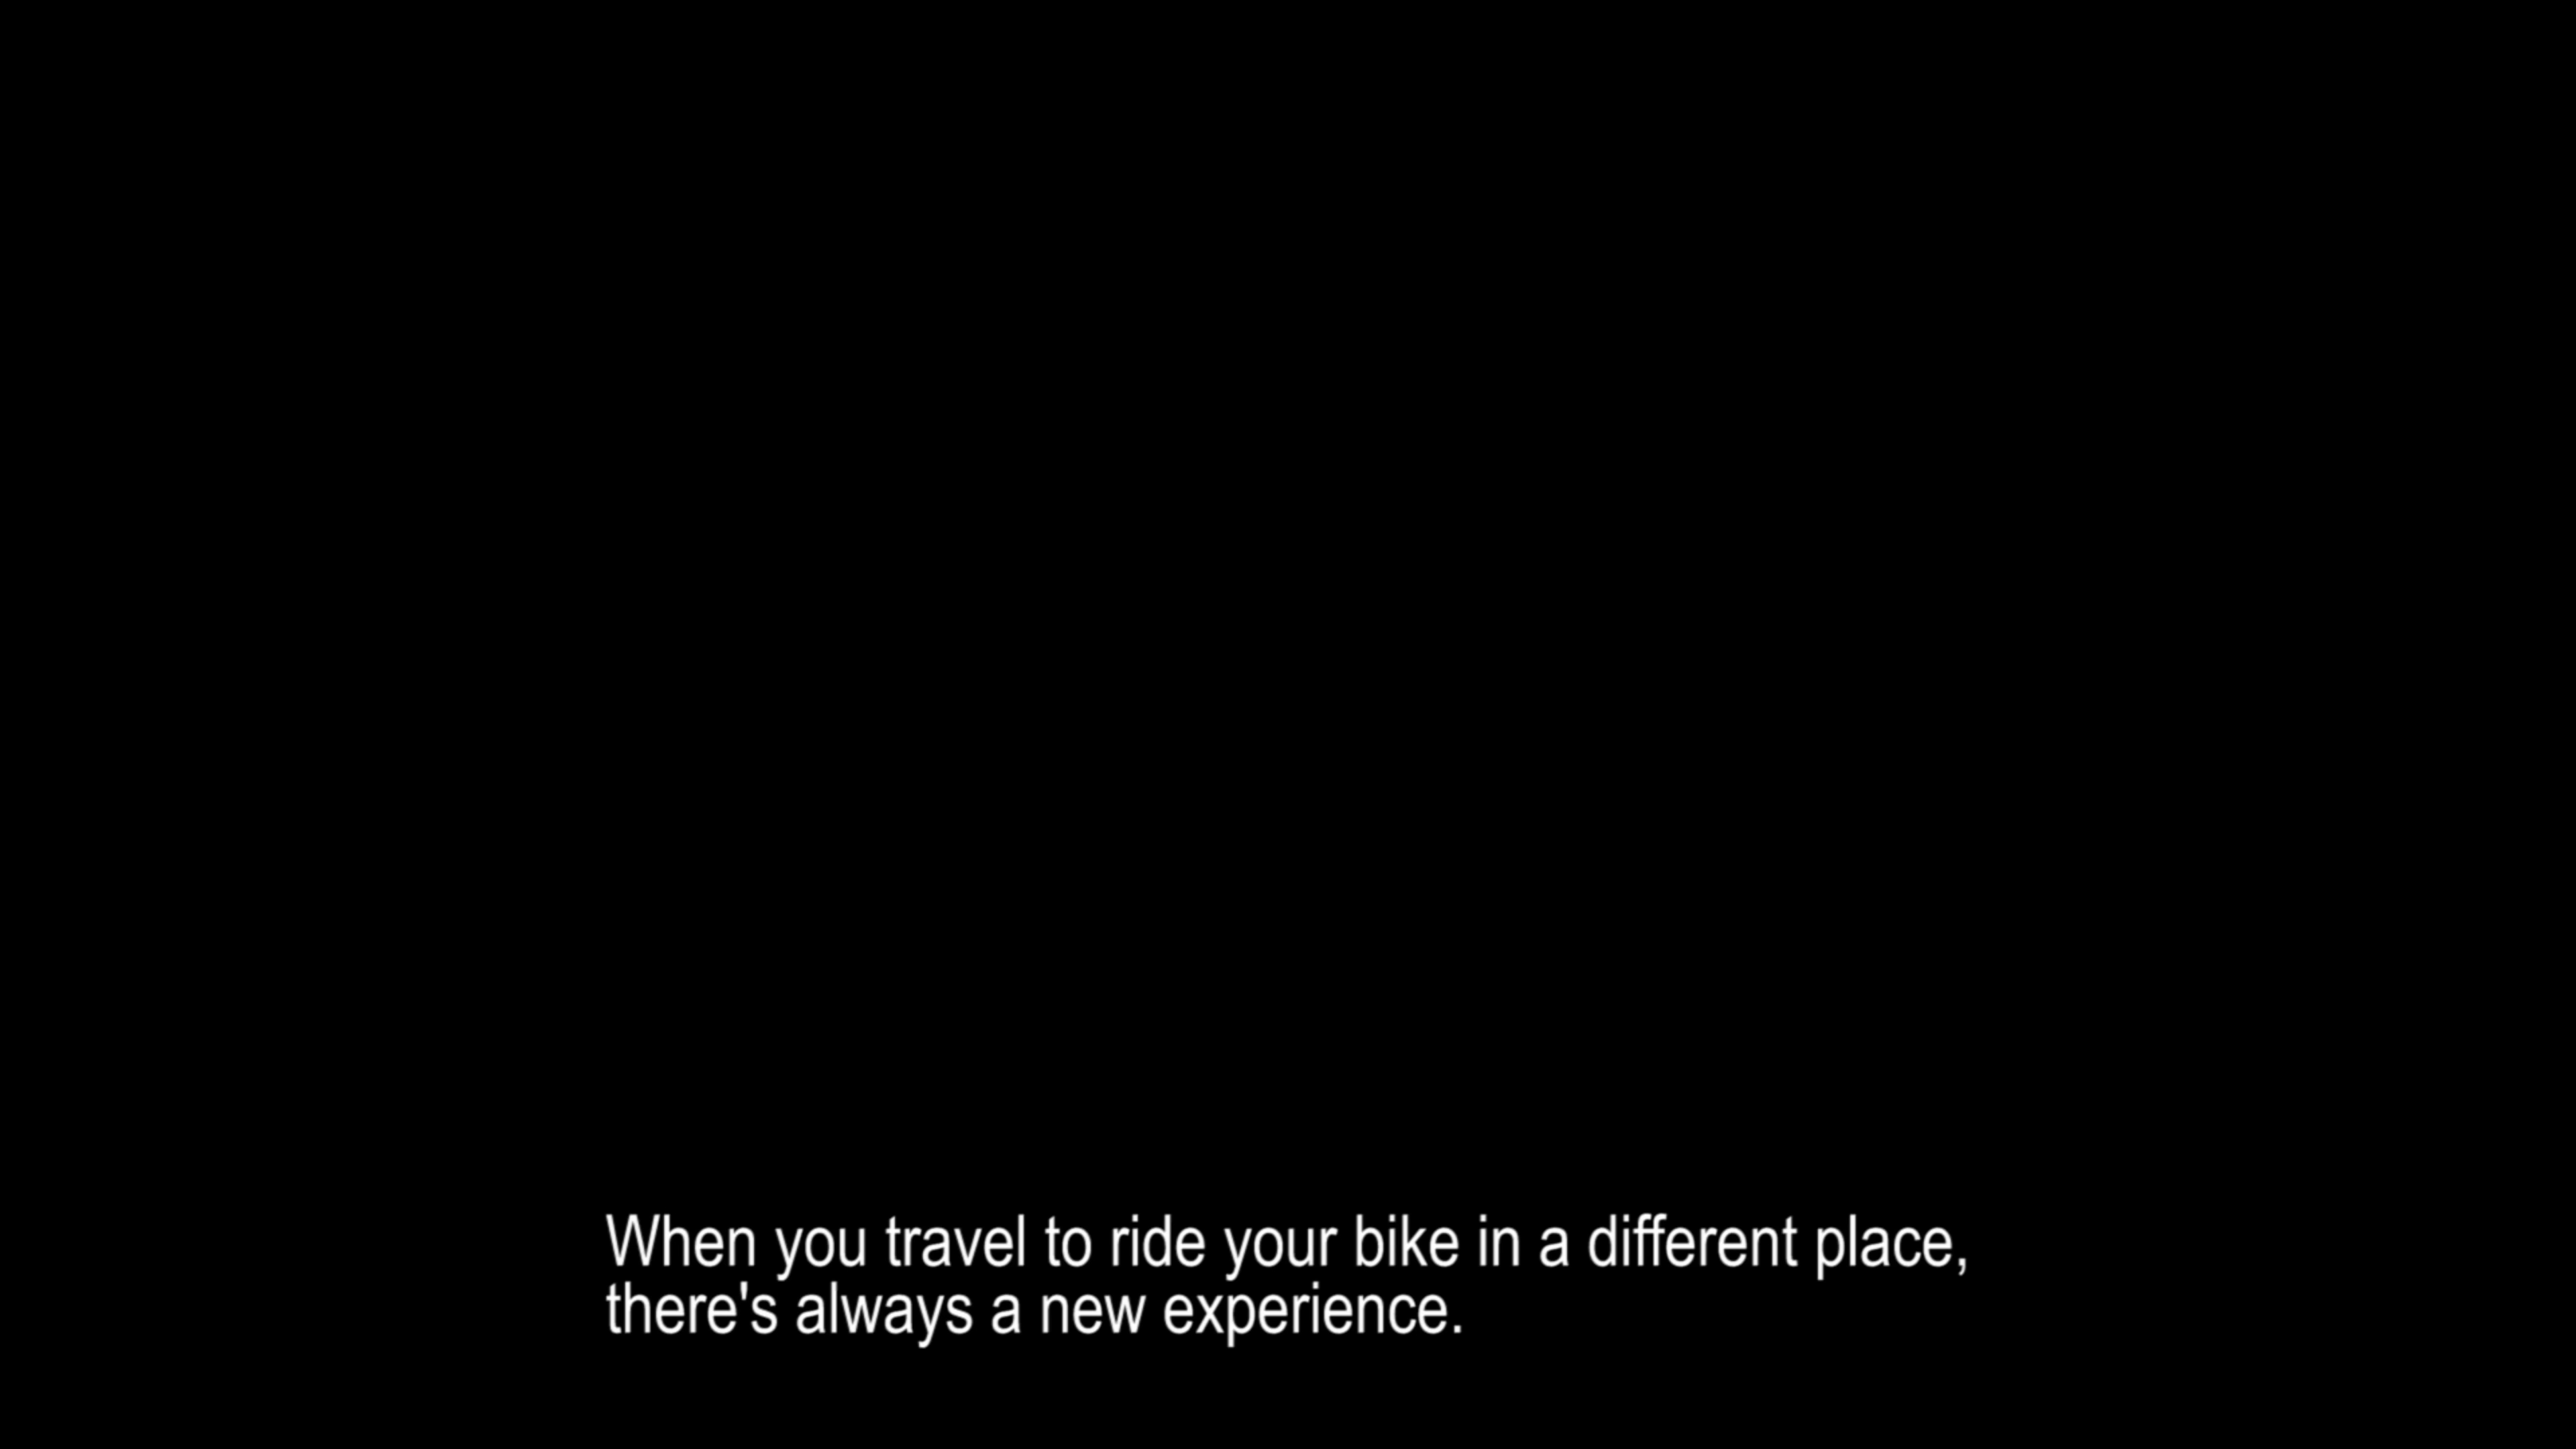 When you travel to ride your bike in a different place,
there's always a new experience.